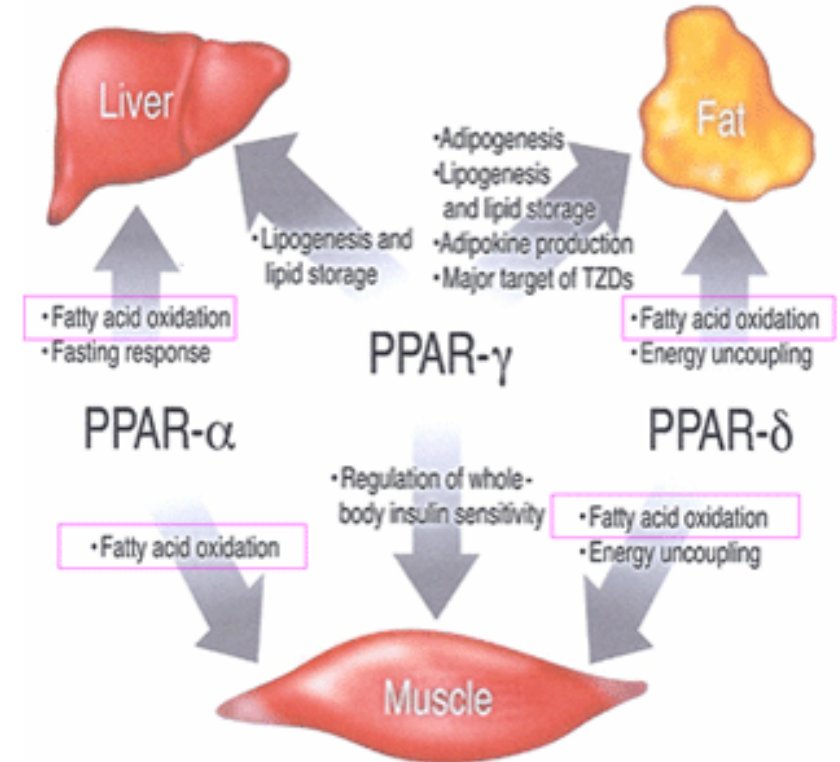 Liver
Fat
•Adipogenesis
•Lipogenesis
and lipid storage
•Adipokine production
•Major target of TZDs
•Lipogenesis and
lipid storage
•Fatty acid oxidation
•Fasting response
•Fatty acid oxidation
•Energy uncoupling
PPAR-γ
PPAR-α
PPAR-δ
•Regulation of whole-
body insulin sensitivity
•Fatty acid oxidation
•Fatty acid oxidation
•Energy uncoupling
Muscle